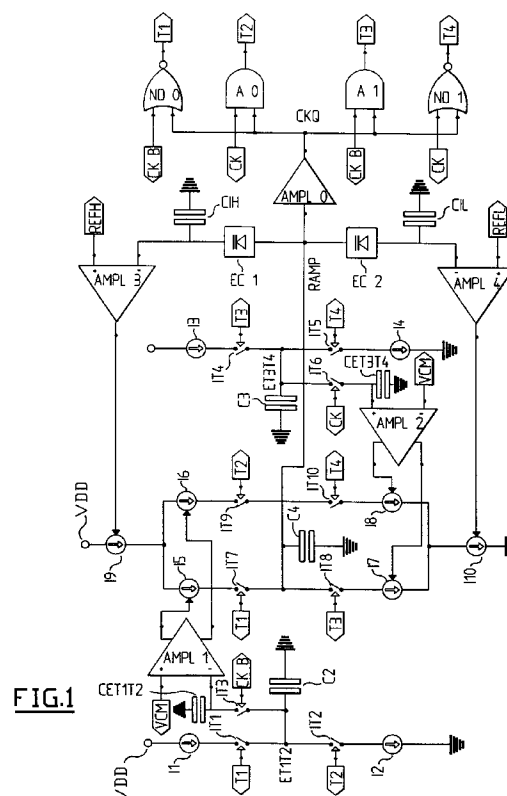 T1
T2
T3
T4
ND 0
A 0
A 1
ND 1
CKQ
CK B
CK
CK B
CK
AMPL 0
REFH
CIH
CIL
REFL
AMPL 3
EC 1
EC 2
RAMP
AMPL 4
I3
T3
IT4
IT5
T4
I4
C3
ET3T4
IT6
CK
CET3T4
VCM
AMPL 2
VDD
I9
I6
T2
IT9
IT10
T4
I8
I5
IT7
T1
C4
IT8
T3
I7
I10
AMPL 1
CET1T2
VCM
IT3
CK B
C2
VDD
I1
IT1
T1
ET1T2
IT2
T2
I2
FIG.1